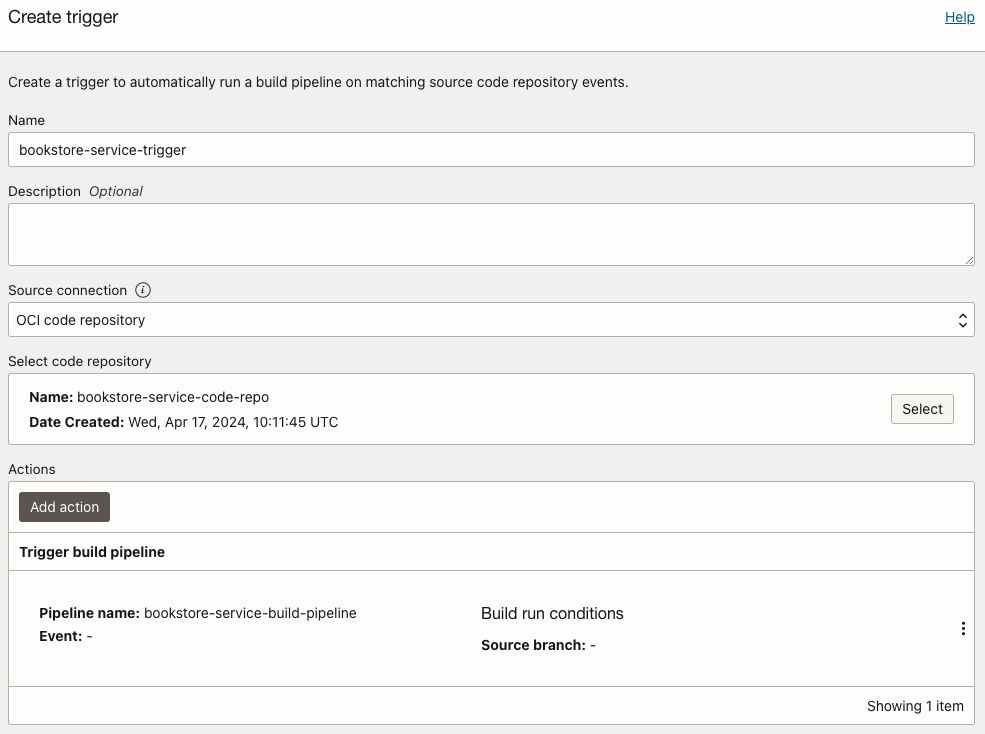 Create trigger
Help
Create a trigger to automatically run a build pipeline on matching source code repository events.
Name
bookstore-service-trigger
Description Optional
Source connection i
OCI code repository
Select code repository
Name: bookstore-service-code-repo
Date Created: Wed, Apr 17, 2024, 10:11:45 UTC
Select
Actions
Add action
Trigger build pipeline
Pipeline name: bookstore-service-build-pipeline
Event: -
Build run conditions
Source branch: -
Showing 1 item